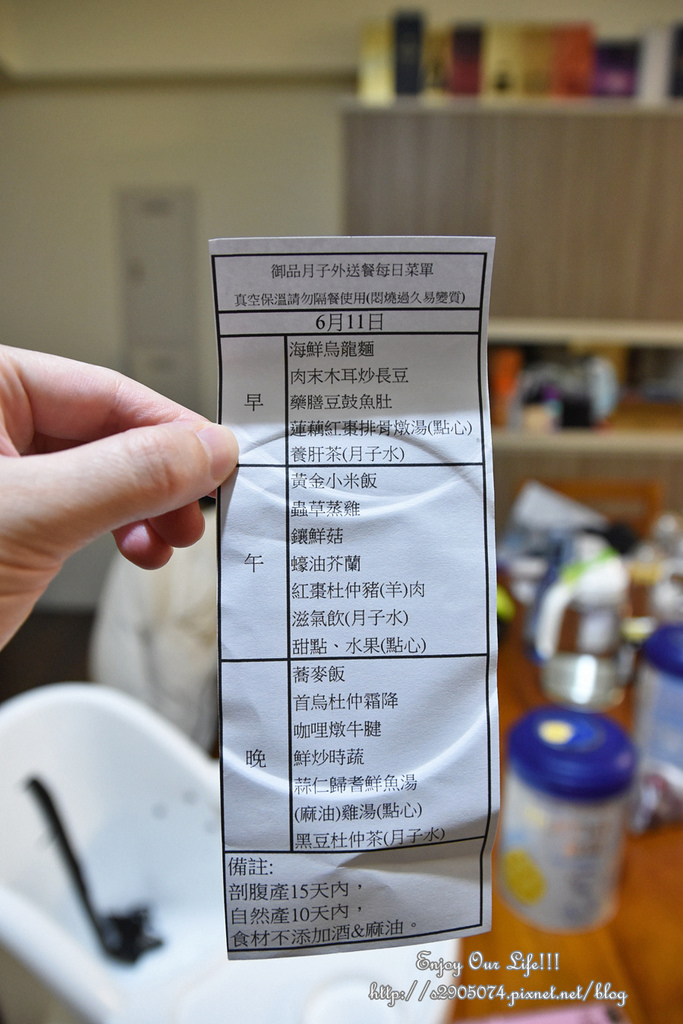 御品月子外送餐每日菜單
真空保溫請勿隔餐使用(悶燒過久易變質)
6月11日
早
海鮮烏龍麵
肉末木耳炒長豆
藥膳豆鼓魚肚
蓮藕紅棗排骨燉湯(點心)
養肝茶(月子水)
午
黃金小米飯
蟲草蒸雞
鑲鮮菇
蠔油芥蘭
紅棗杜仲豬(羊)肉
滋氣飲(月子水)
甜點、水果(點心)
晚
蕎麥飯
首烏杜仲霜降
咖哩燉牛腱
鮮炒時蔬
蒜仁歸耆鮮魚湯
(麻油)雞湯(點心)
黑豆杜仲茶(月子水)
備註:
剖腹產15天內，
自然產10天內，
食材不添加酒&麻油。
Enjoy Our Life!!!
http://s2905074.pixnet.net/blog